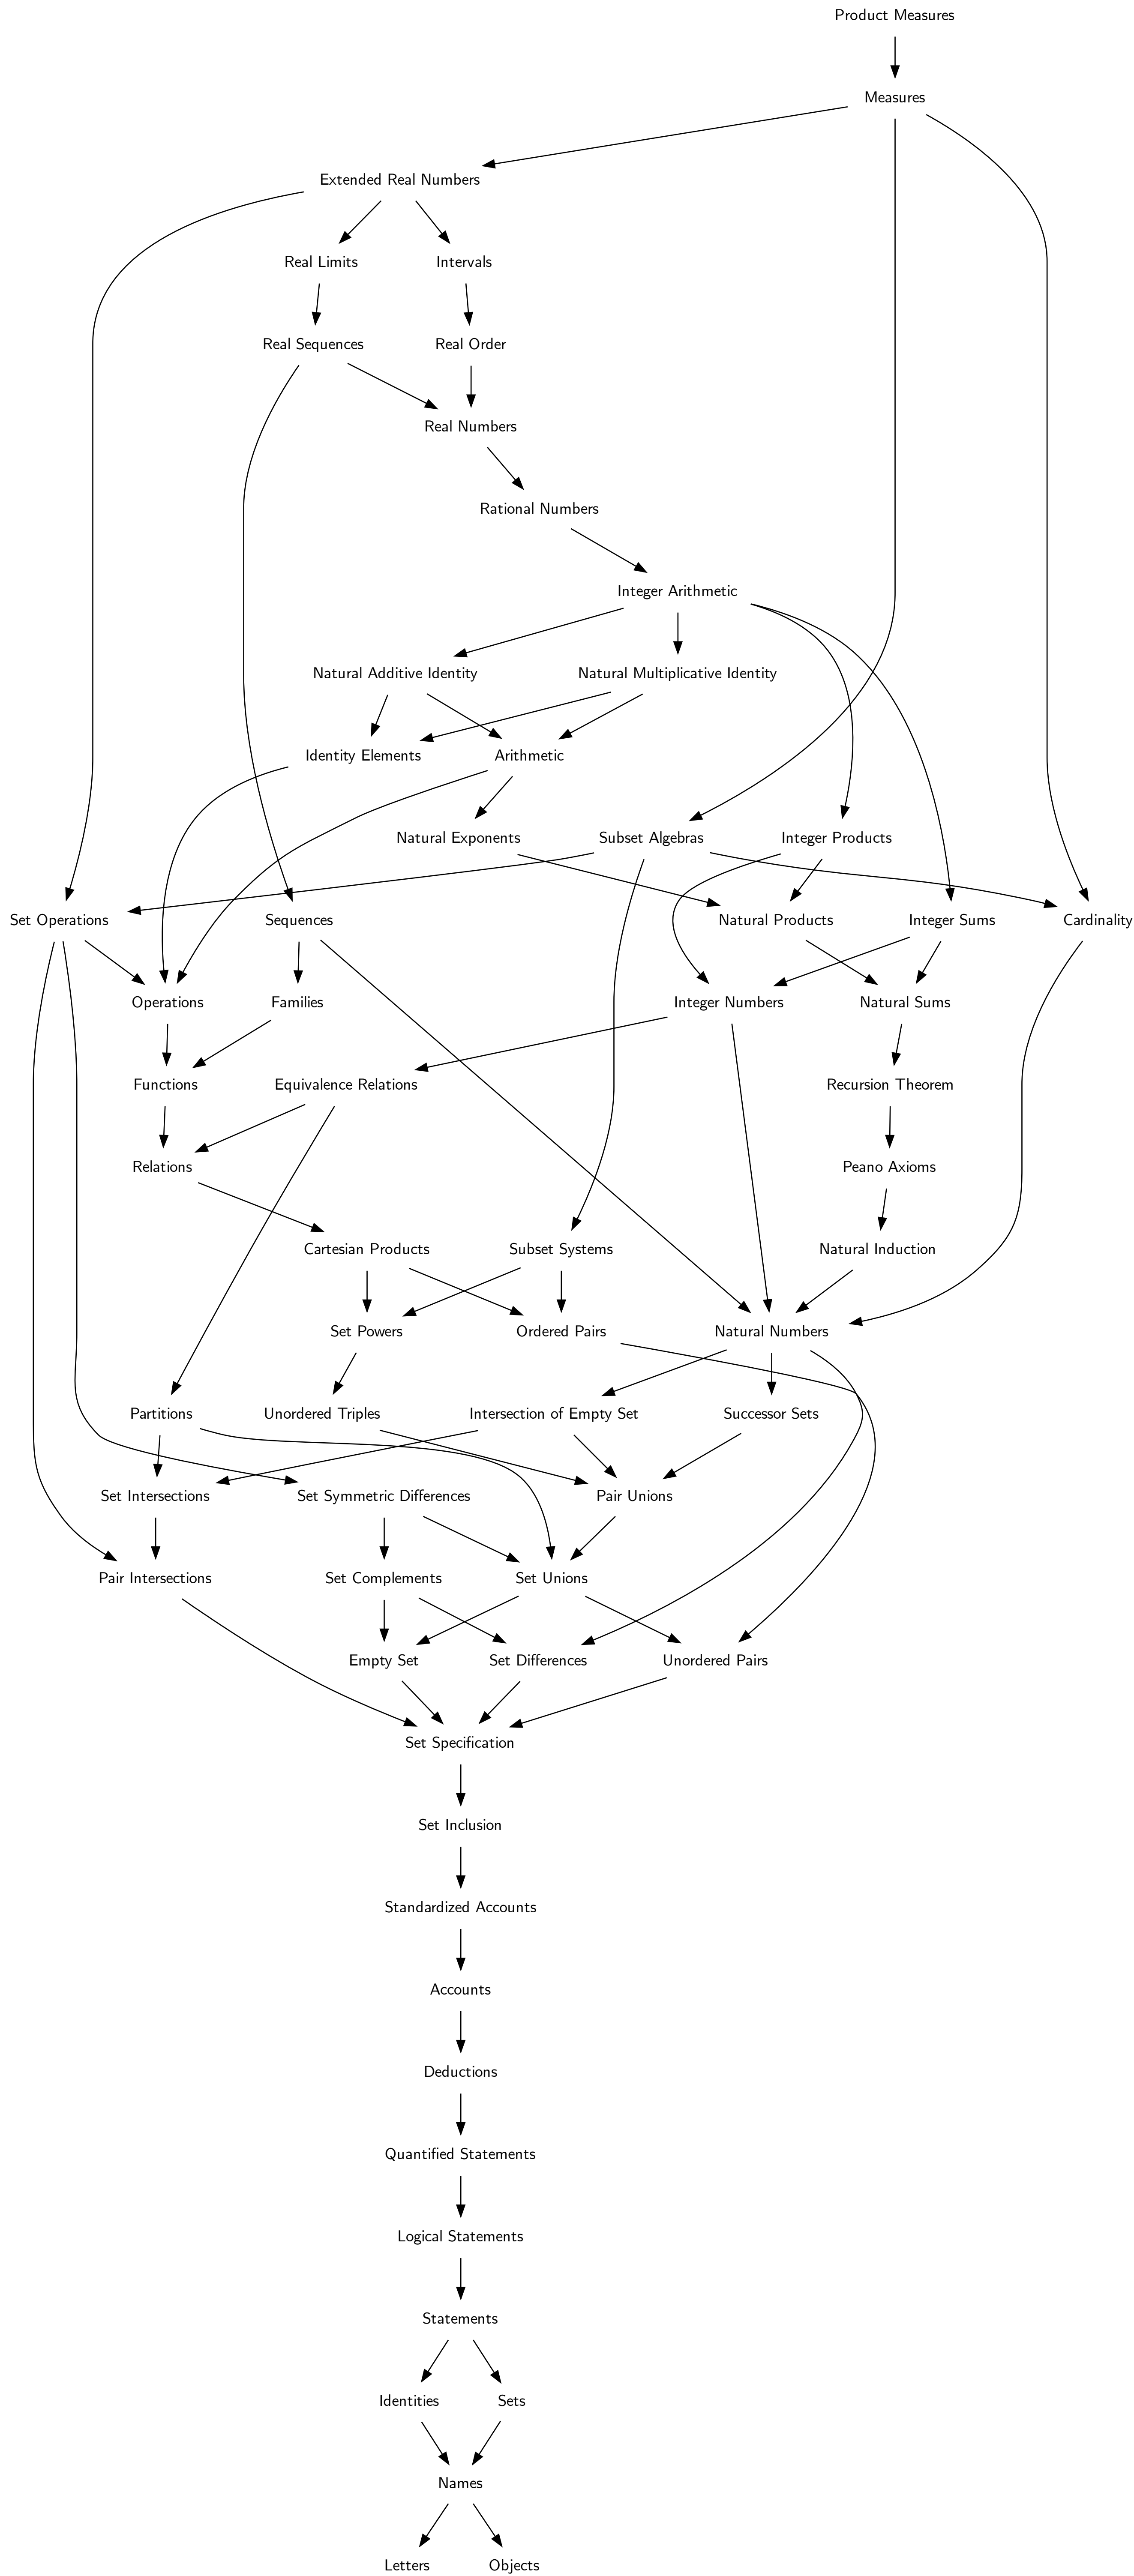 Product Measures
Measures
Extended Real Numbers
Real Limits
Intervals
Real Sequences
Real Order
Real Numbers
Rational Numbers
Integer Arithmetic
Natural Additive Identity
Natural Multiplicative Identity
Identity Elements
Arithmetic
Natural Exponents
Subset Algebras
Integer Products
Set Operations
Sequences
Natural Products
Integer Sums
Cardinality
Operations
Families
Integer Numbers
Natural Sums
Functions
Equivalence Relations
Recursion Theorem
Relations
Peano Axioms
Cartesian Products
Subset Systems
Natural Induction
Set Powers
Ordered Pairs
Natural Numbers
Partitions
Unordered Triples
Intersection of Empty Set
Successor Sets
Set Intersections
Set Symmetric Differences
Pair Unions
Pair Intersections
Set Complements
Set Unions
Empty Set
Set Differences
Unordered Pairs
Set Specification
Set Inclusion
Standardized Accounts
Accounts
Deductions
Quantified Statements
Logical Statements
Statements
Identities
Sets
Names
Letters
Objects